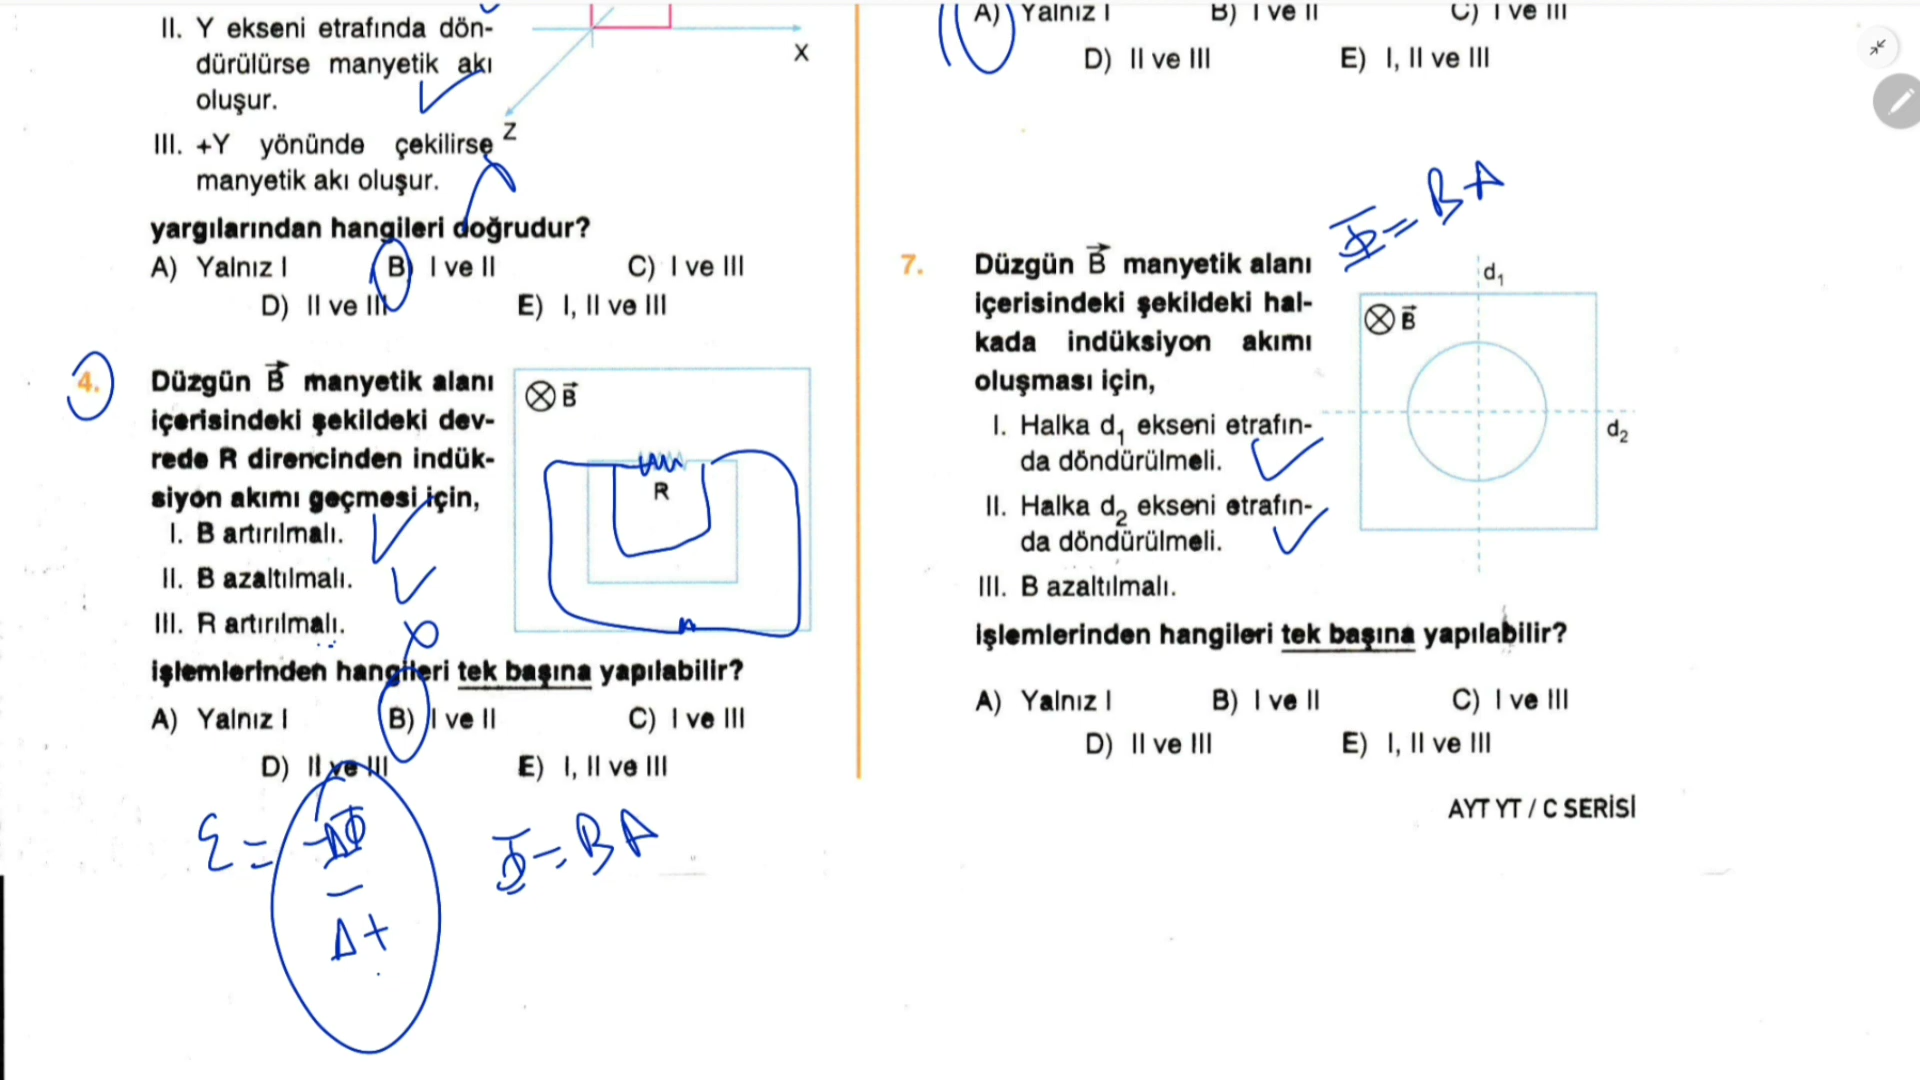 II. Y ekseni etrafında dön-
dürülürse manyetik akı
oluşur.
III. +Y yönünde çekilirse
manyetik akı oluşur.
X
Z
yargılarından hangileri doğrudur?
A) Yalnız I B) I ve II C) I ve III
D) II ve III E) I, II ve III
4. Düzgün B⃗ manyetik alanı
içerisindeki şekildeki dev-
rede R direncinden indük-
siyon akımı geçmesi için,
I. B artırılmalı.
II. B azaltılmalı.
III. R artırılmalı.
⊗ B⃗
R
işlemlerinden hangileri tek başına yapılabilir?
A) Yalnız I B) I ve II C) I ve III
D) II ve III E) I, II ve III
Ɛ = -ΔΦ
Δt
Φ = BA
A) Yalnız I B) I ve II C) I ve III
D) II ve III E) I, II ve III
Φ = BA
7. Düzgün B⃗ manyetik alanı
içerisindeki şekildeki hal-
kada indüksiyon akımı
oluşması için,
I. Halka d₁ ekseni etrafın-
da döndürülmeli.
II. Halka d₂ ekseni etrafın-
da döndürülmeli.
III. B azaltılmalı.
d₁
⊗ B⃗
d₂
işlemlerinden hangileri tek başına yapılabilir?
A) Yalnız I B) I ve II C) I ve III
D) II ve III E) I, II ve III
AYT YT / C SERİSİ